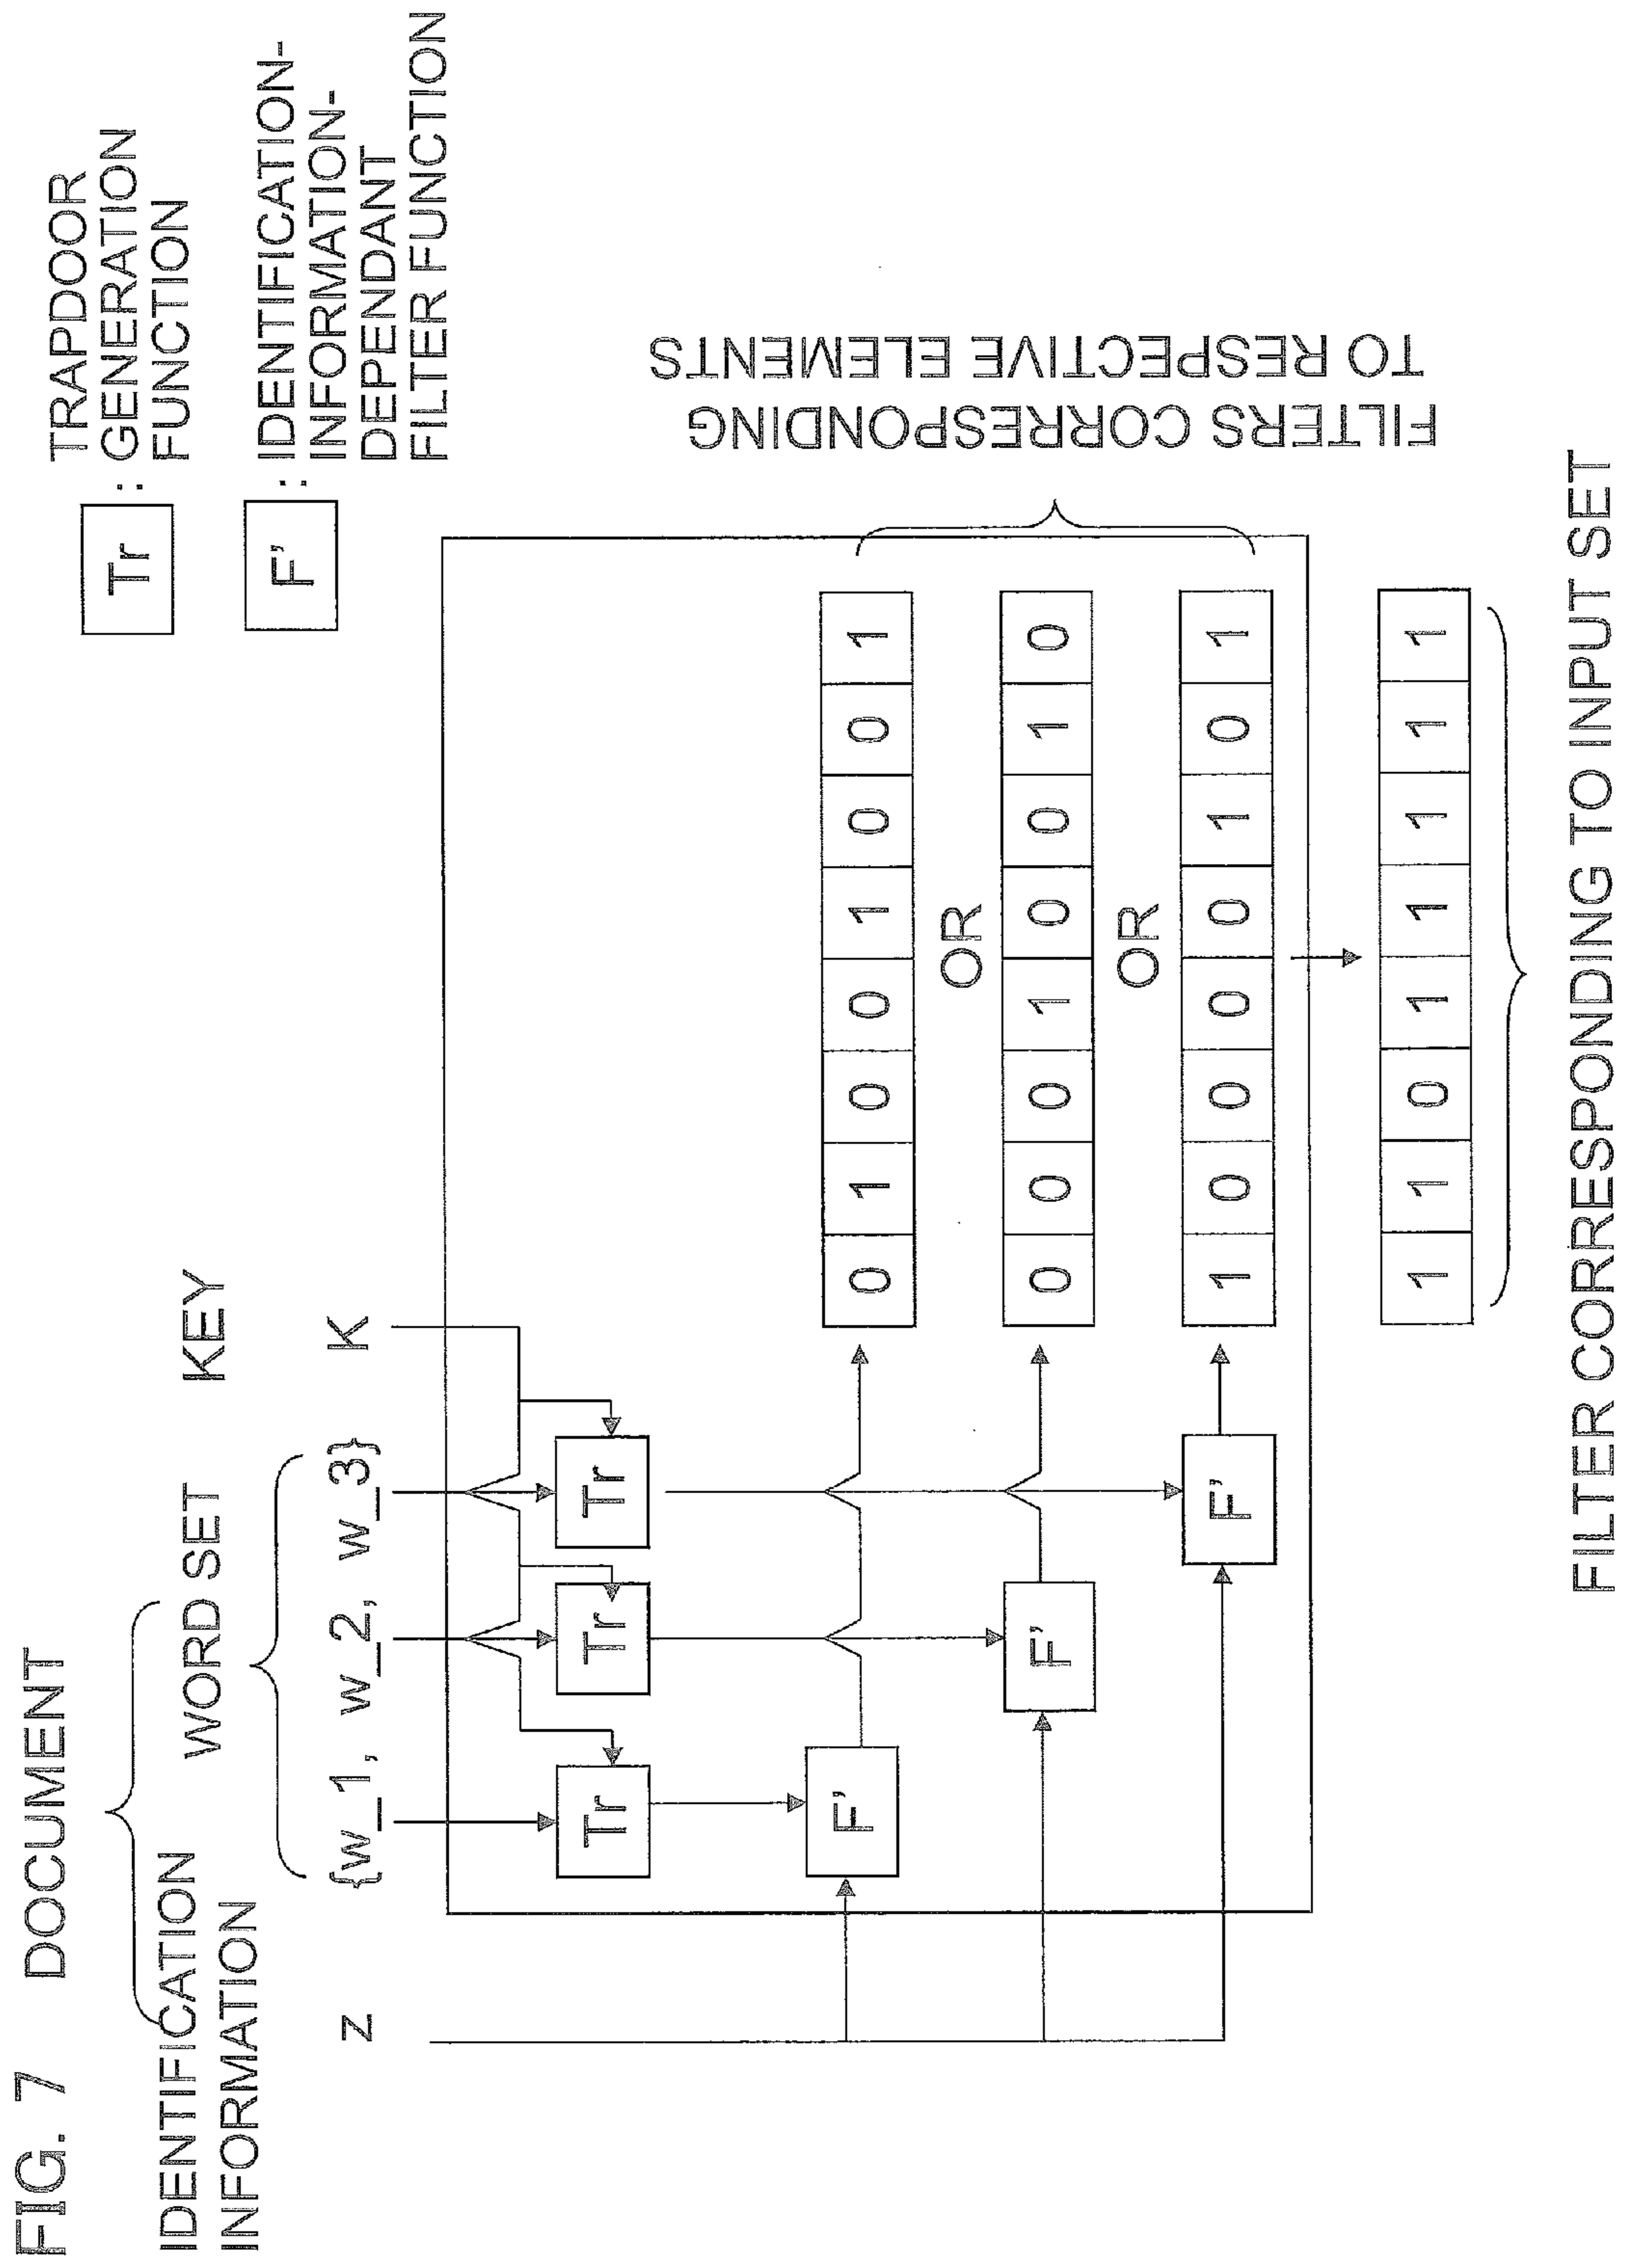 FIG. 7
DOCUMENT
IDENTIFICATION
INFORMATION
WORD SET
KEY
z
{w_1, w_2, w_3}
K
Tr : TRAPDOOR
GENERATION
FUNCTION
F' : IDENTIFICATION-
INFORMATION-
DEPENDANT
FILTER FUNCTION
Tr Tr Tr
F'
0 1 0 0 1 0 0 1
OR
F'
0 0 0 1 0 0 1 0
OR
F'
1 0 0 0 0 1 0 1
FILTERS CORRESPONDING
TO RESPECTIVE ELEMENTS
1 1 0 1 1 1 1 1
FILTER CORRESPONDING TO INPUT SET